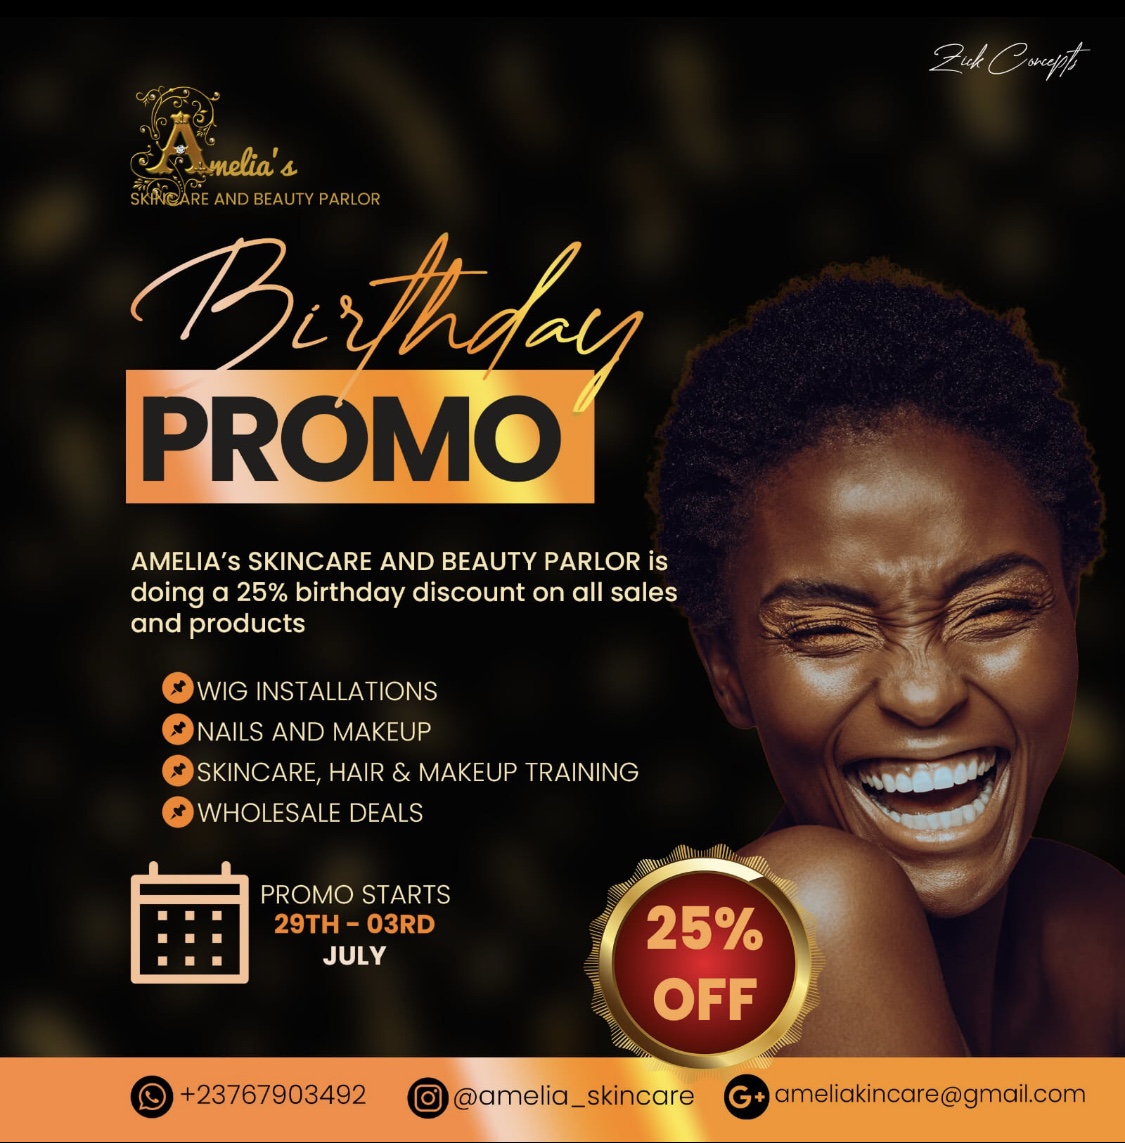 Zick Concepts
Amelia's
SKINCARE AND BEAUTY PARLOR
Birthday
PROMO
AMELIA's SKINCARE AND BEAUTY PARLOR is
doing a 25% birthday discount on all sales
and products
WIG INSTALLATIONS
NAILS AND MAKEUP
SKINCARE, HAIR & MAKEUP TRAINING
WHOLESALE DEALS
PROMO STARTS
29TH - 03RD
JULY
25%
OFF
+23767903492
@amelia_skincare
G+
ameliakincare@gmail.com